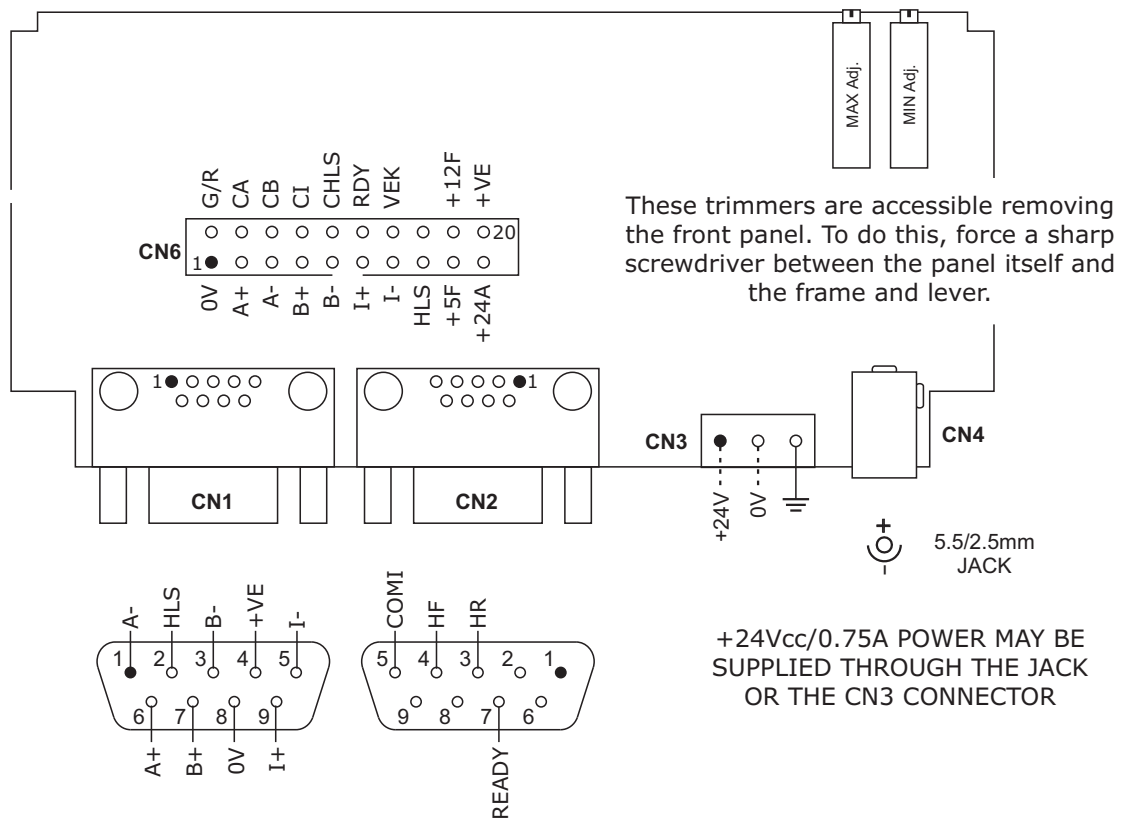 MAX Adj.
MIN Adj.
G/R
CA
CB
CI
CHLS
RDY
VEK
+12F
+VE
CN6
20
1
0V
A+
A-
B+
B-
I+
I-
HLS
+5F
+24A
These trimmers are accessible removing
the front panel. To do this, force a sharp
screwdriver between the panel itself and
the frame and lever.
1
1
CN1
CN2
CN3
CN4
+24V
0V
+
-
5.5/2.5mm
JACK
A-
HLS
B-
+VE
I-
1 2 3 4 5
6 7 8 9
A+
B+
0V
I+
COMI
HF
HR
5 4 3 2 1
9 8 7 6
READY
+24Vcc/0.75A POWER MAY BE
SUPPLIED THROUGH THE JACK
OR THE CN3 CONNECTOR